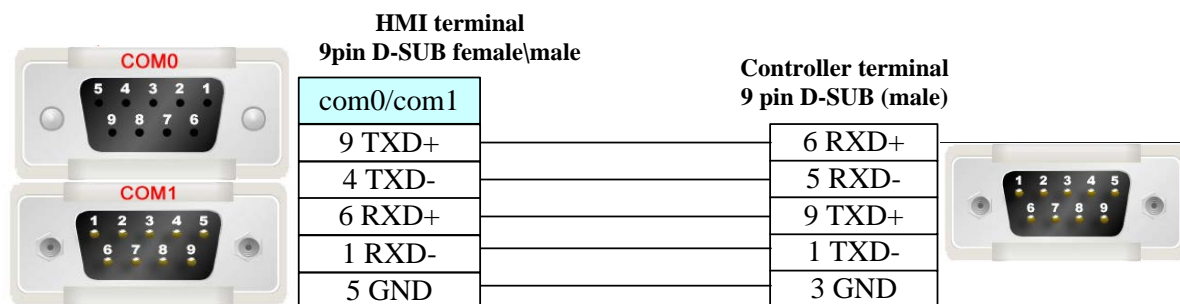 HMI terminal
9pin D-SUB female\male
Controller terminal
9 pin D-SUB (male)
COM0
5 4 3 2 1
9 8 7 6
COM1
1 2 3 4 5
6 7 8 9
com0/com1
9 TXD+
4 TXD-
6 RXD+
1 RXD-
5 GND
6 RXD+
5 RXD-
9 TXD+
1 TXD-
3 GND
1 2 3 4 5
6 7 8 9